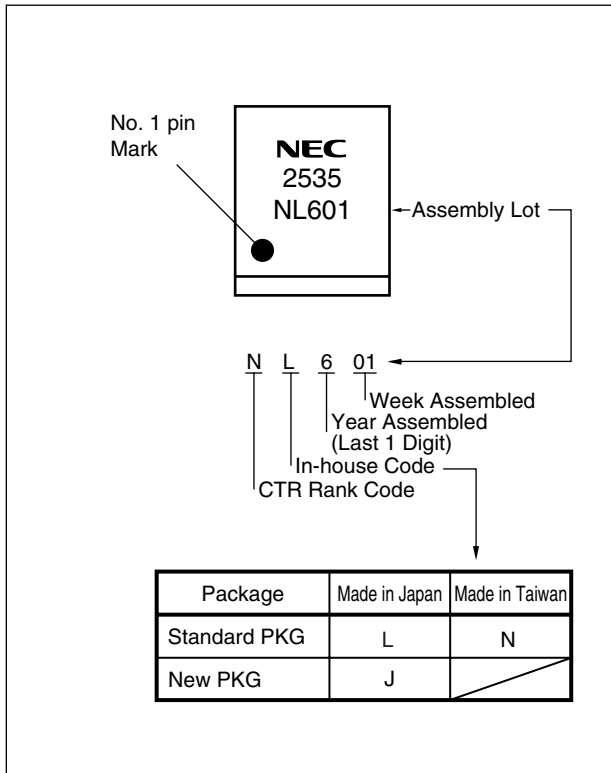 No. 1 pin
Mark
NEC
2535
NL601
Assembly Lot
N L 6 01
Week Assembled
Year Assembled
(Last 1 Digit)
In-house Code
CTR Rank Code
Package Made in Japan Made in Taiwan
Standard PKG L N
New PKG J